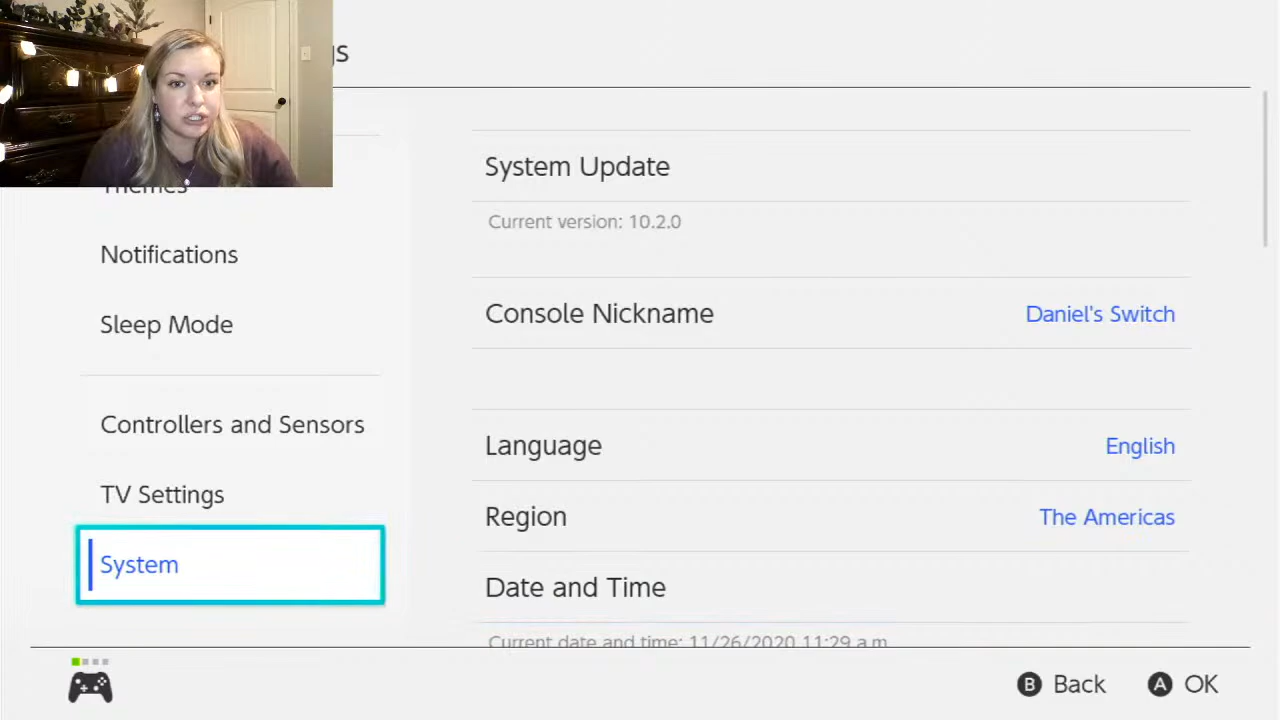 gs
Themes
Notifications
Sleep Mode
Controllers and Sensors
TV Settings
System
System Update
Current version: 10.2.0
Console Nickname Daniel's Switch
Language English
Region The Americas
Date and Time
Current date and time: 11/26/2020 11:29 a.m.
B Back A OK